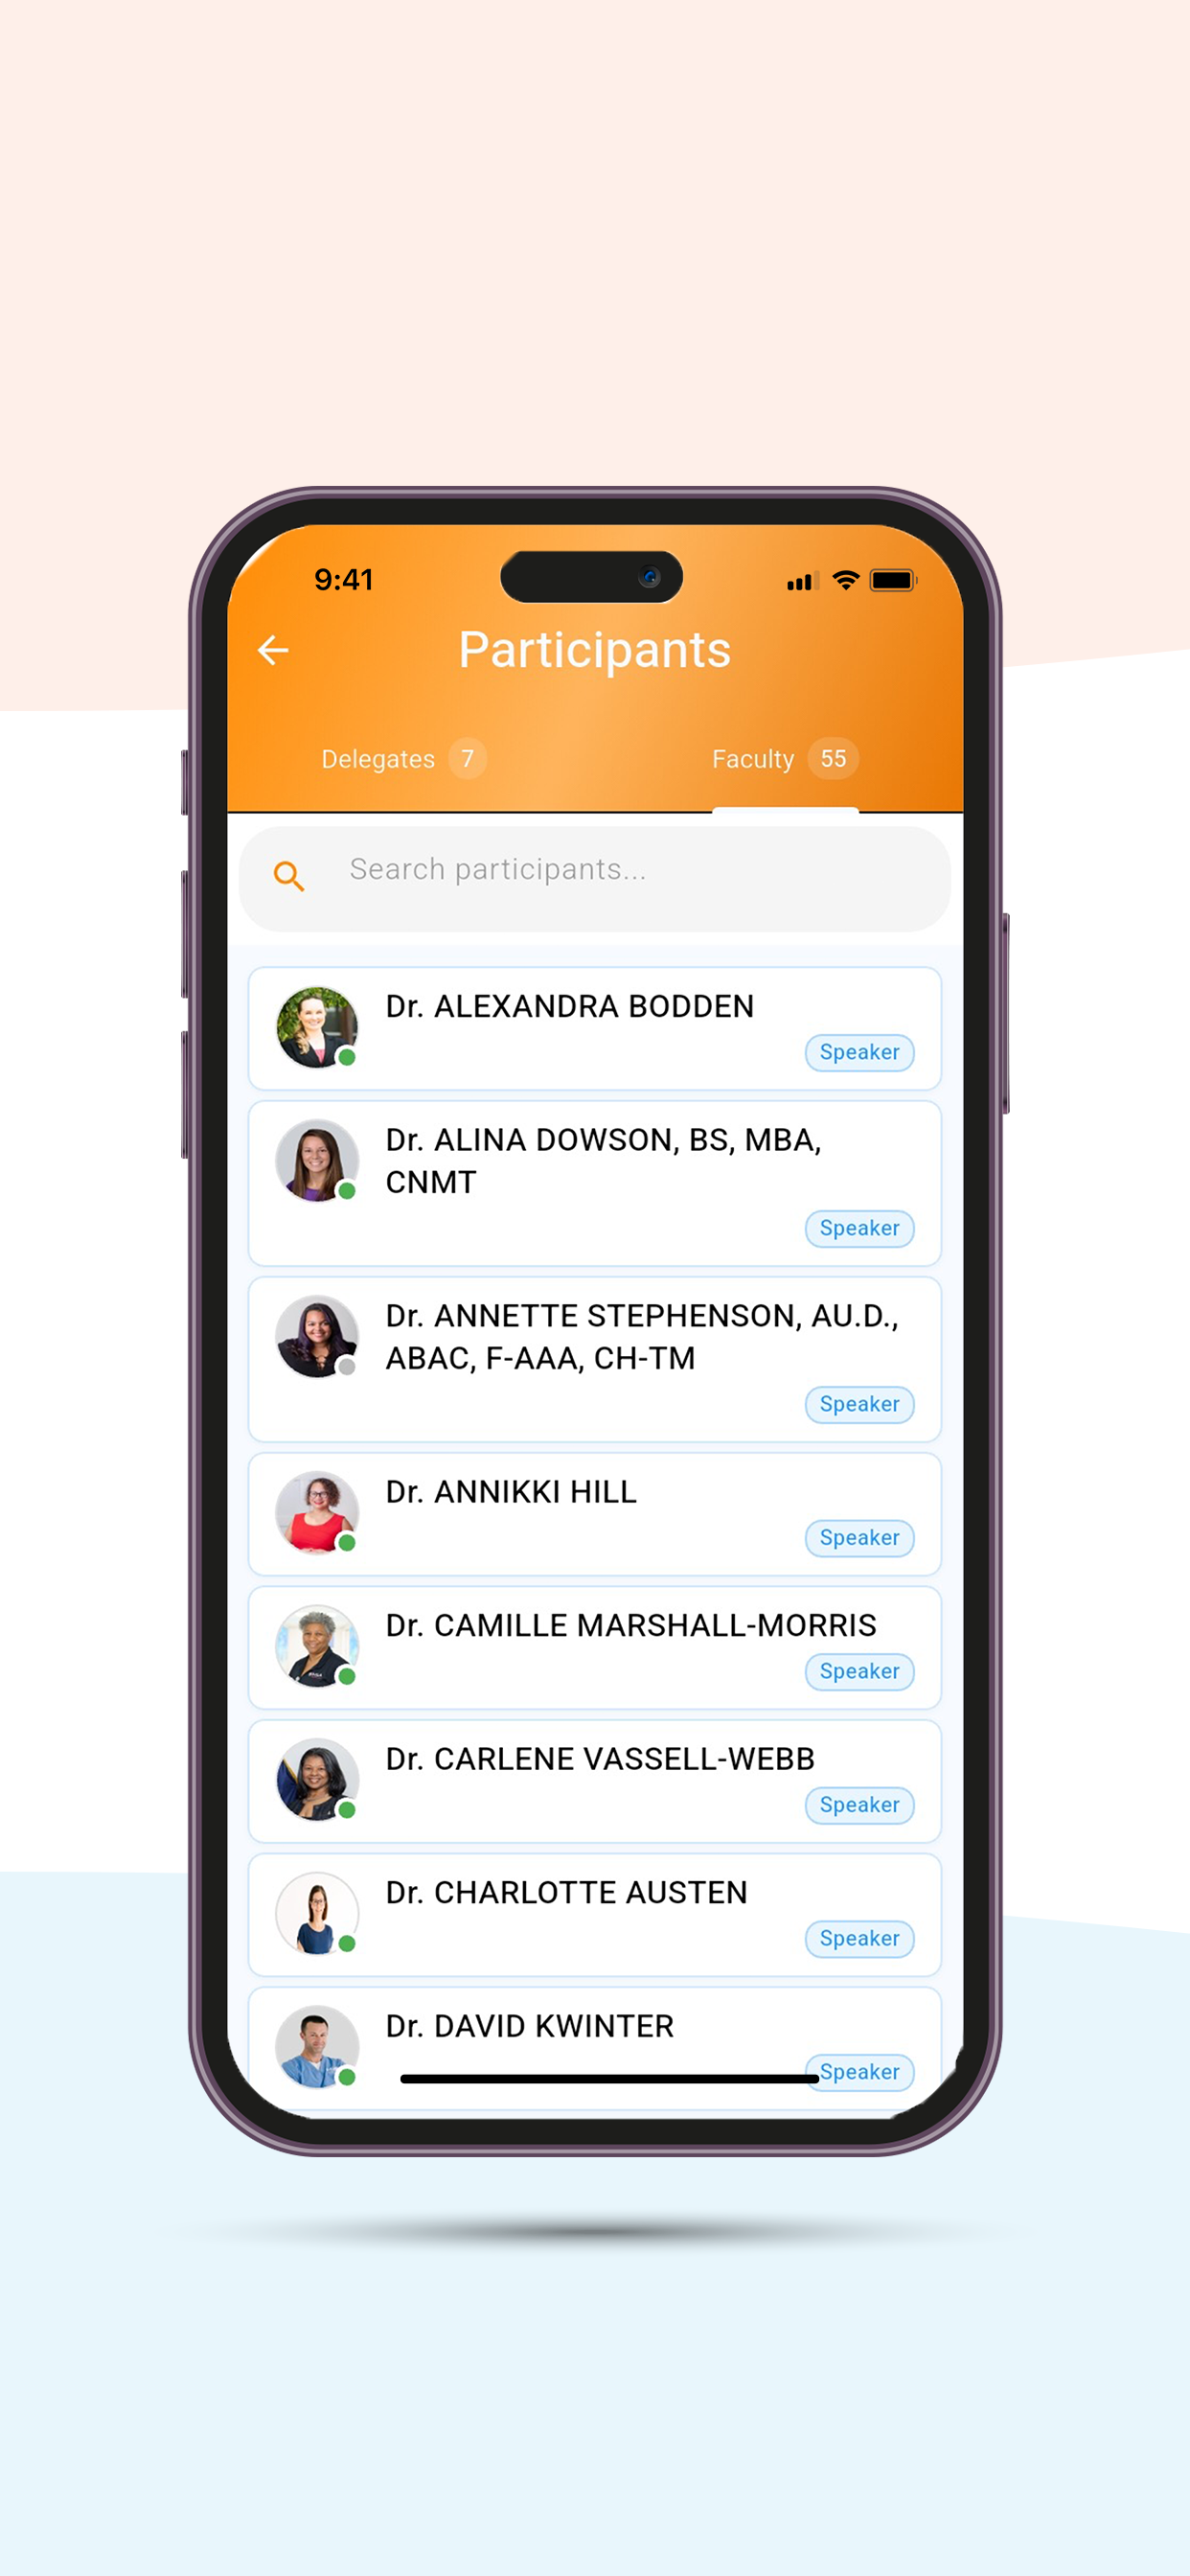 9:41
Participants
Delegates 7
Faculty 55
Search participants...
Dr. ALEXANDRA BODDEN
Speaker
Dr. ALINA DOWSON, BS, MBA,
CNMT
Speaker
Dr. ANNETTE STEPHENSON, AU.D.,
ABAC, F-AAA, CH-TM
Speaker
Dr. ANNIKKI HILL
Speaker
Dr. CAMILLE MARSHALL-MORRIS
Speaker
Dr. CARLENE VASSELL-WEBB
Speaker
Dr. CHARLOTTE AUSTEN
Speaker
Dr. DAVID KWINTER
Speaker